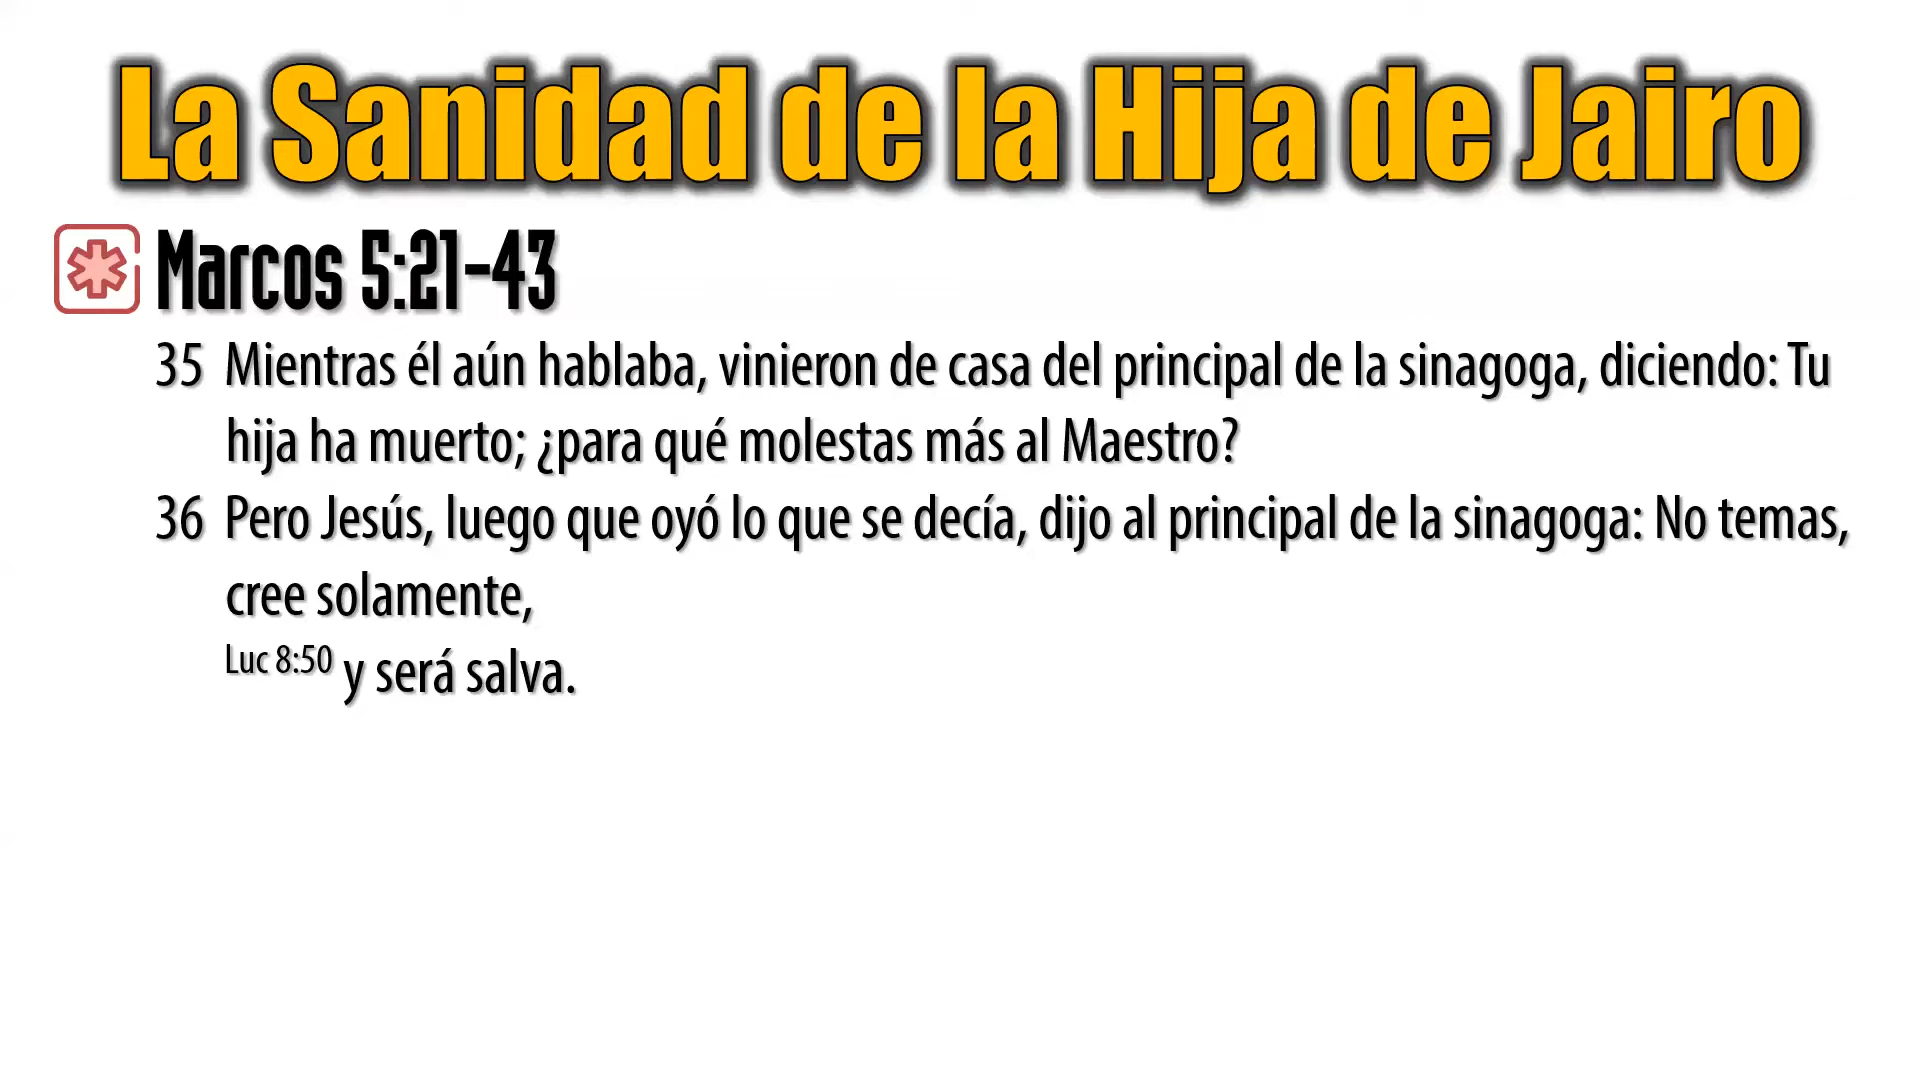 La Sanidad de la Hija de Jairo
Marcos 5:21-43
35 Mientras él aún hablaba, vinieron de casa del principal de la sinagoga, diciendo: Tu
hija ha muerto; ¿para qué molestas más al Maestro?
36 Pero Jesús, luego que oyó lo que se decía, dijo al principal de la sinagoga: No temas,
cree solamente,
Luc 8:50 y será salva.